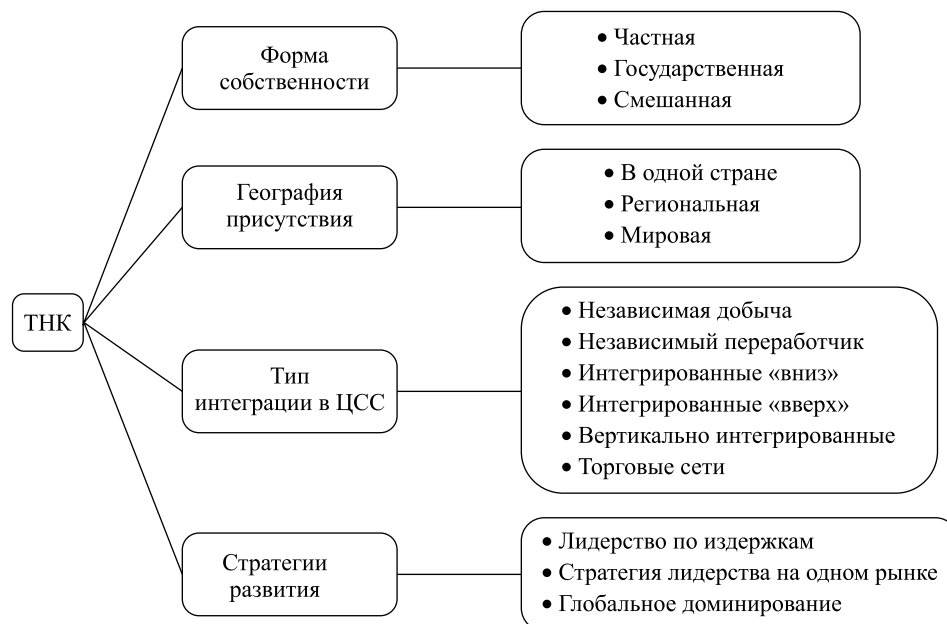 ТНК
Форма
собственности
• Частная
• Государственная
• Смешанная
География
присутствия
• В одной стране
• Региональная
• Мировая
Тип
интеграции в ЦСС
• Независимая добыча
• Независимый переработчик
• Интегрированные «вниз»
• Интегрированные «вверх»
• Вертикально интегрированные
• Торговые сети
Стратегии
развития
• Лидерство по издержкам
• Стратегия лидерства на одном рынке
• Глобальное доминирование